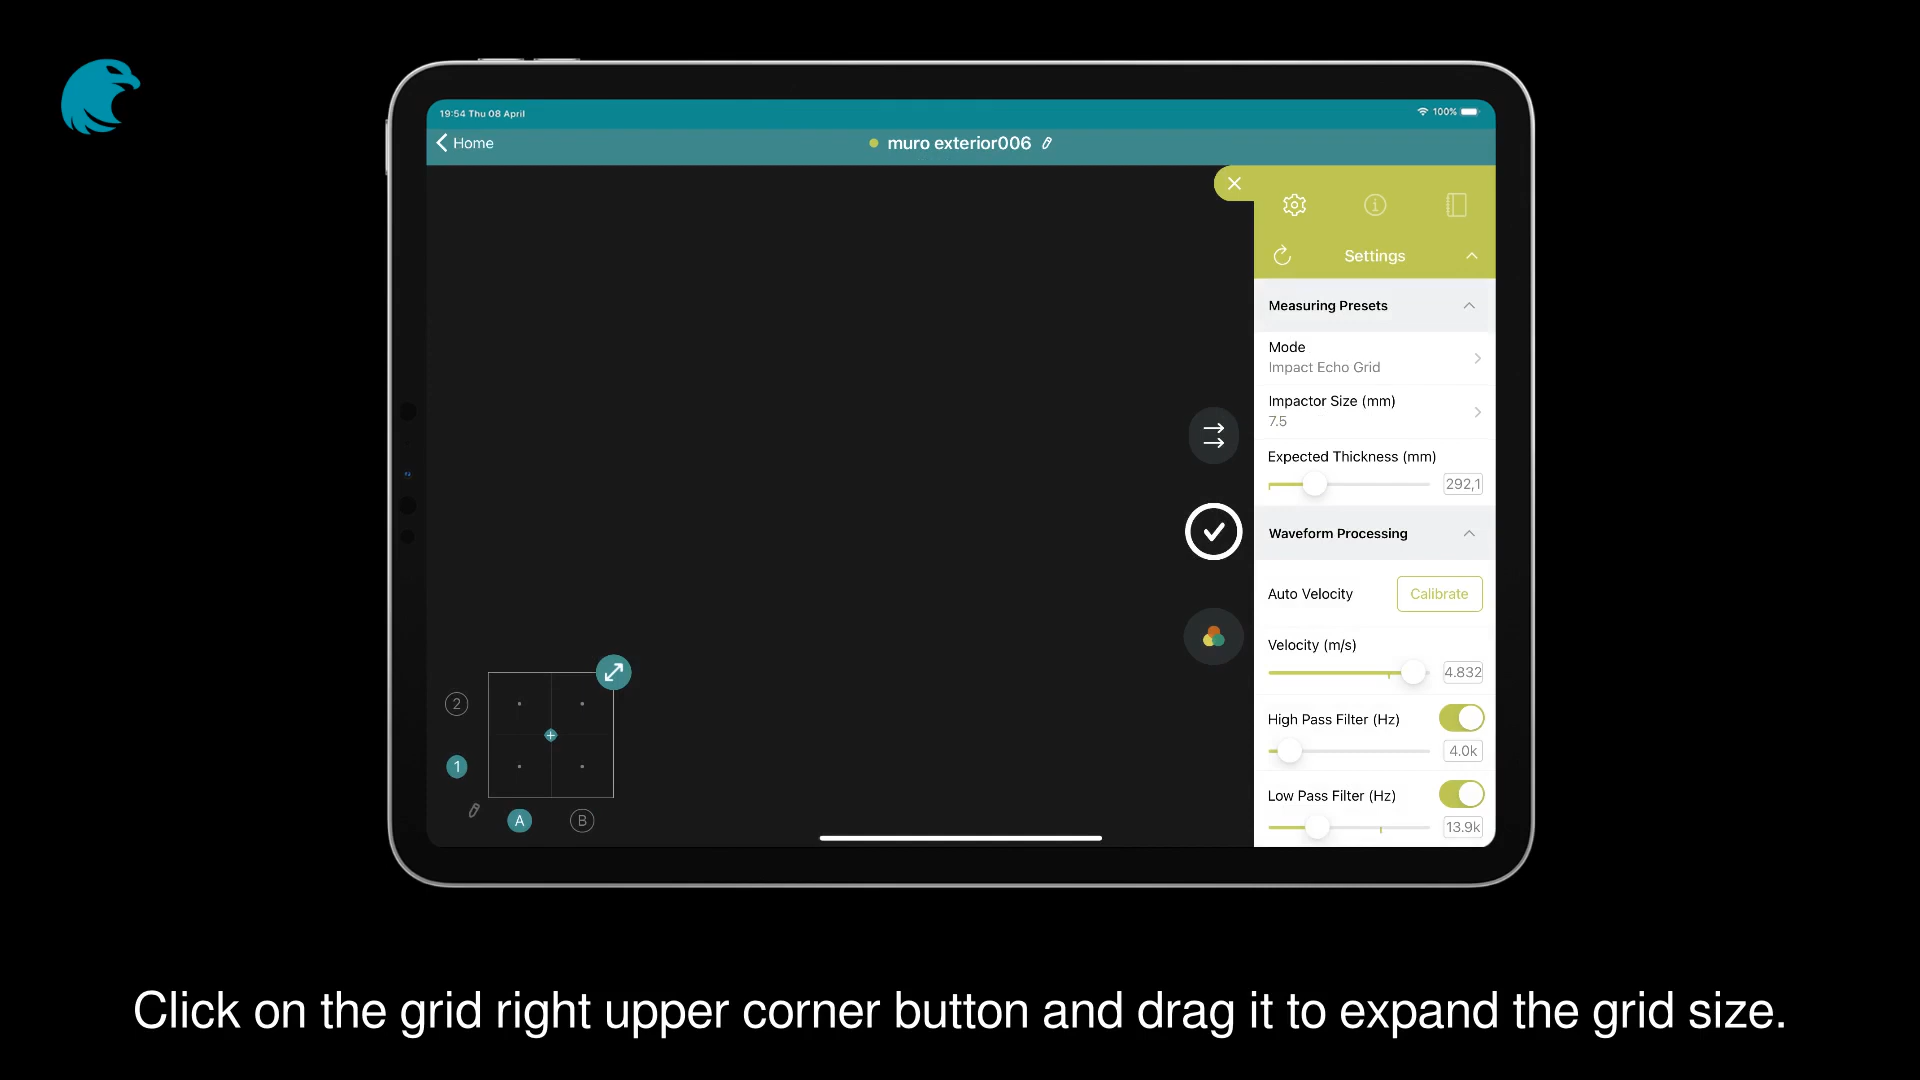 19:54 Thu 08 April
100%
Home
muro exterior006
Settings
Measuring Presets
Mode
Impact Echo Grid
Impactor Size (mm)
7.5
Expected Thickness (mm)
292,1
Waveform Processing
Auto Velocity
Calibrate
Velocity (m/s)
4.832
High Pass Filter (Hz)
4.0k
Low Pass Filter (Hz)
13.9k
2
1
A
B
Click on the grid right upper corner button and drag it to expand the grid size.